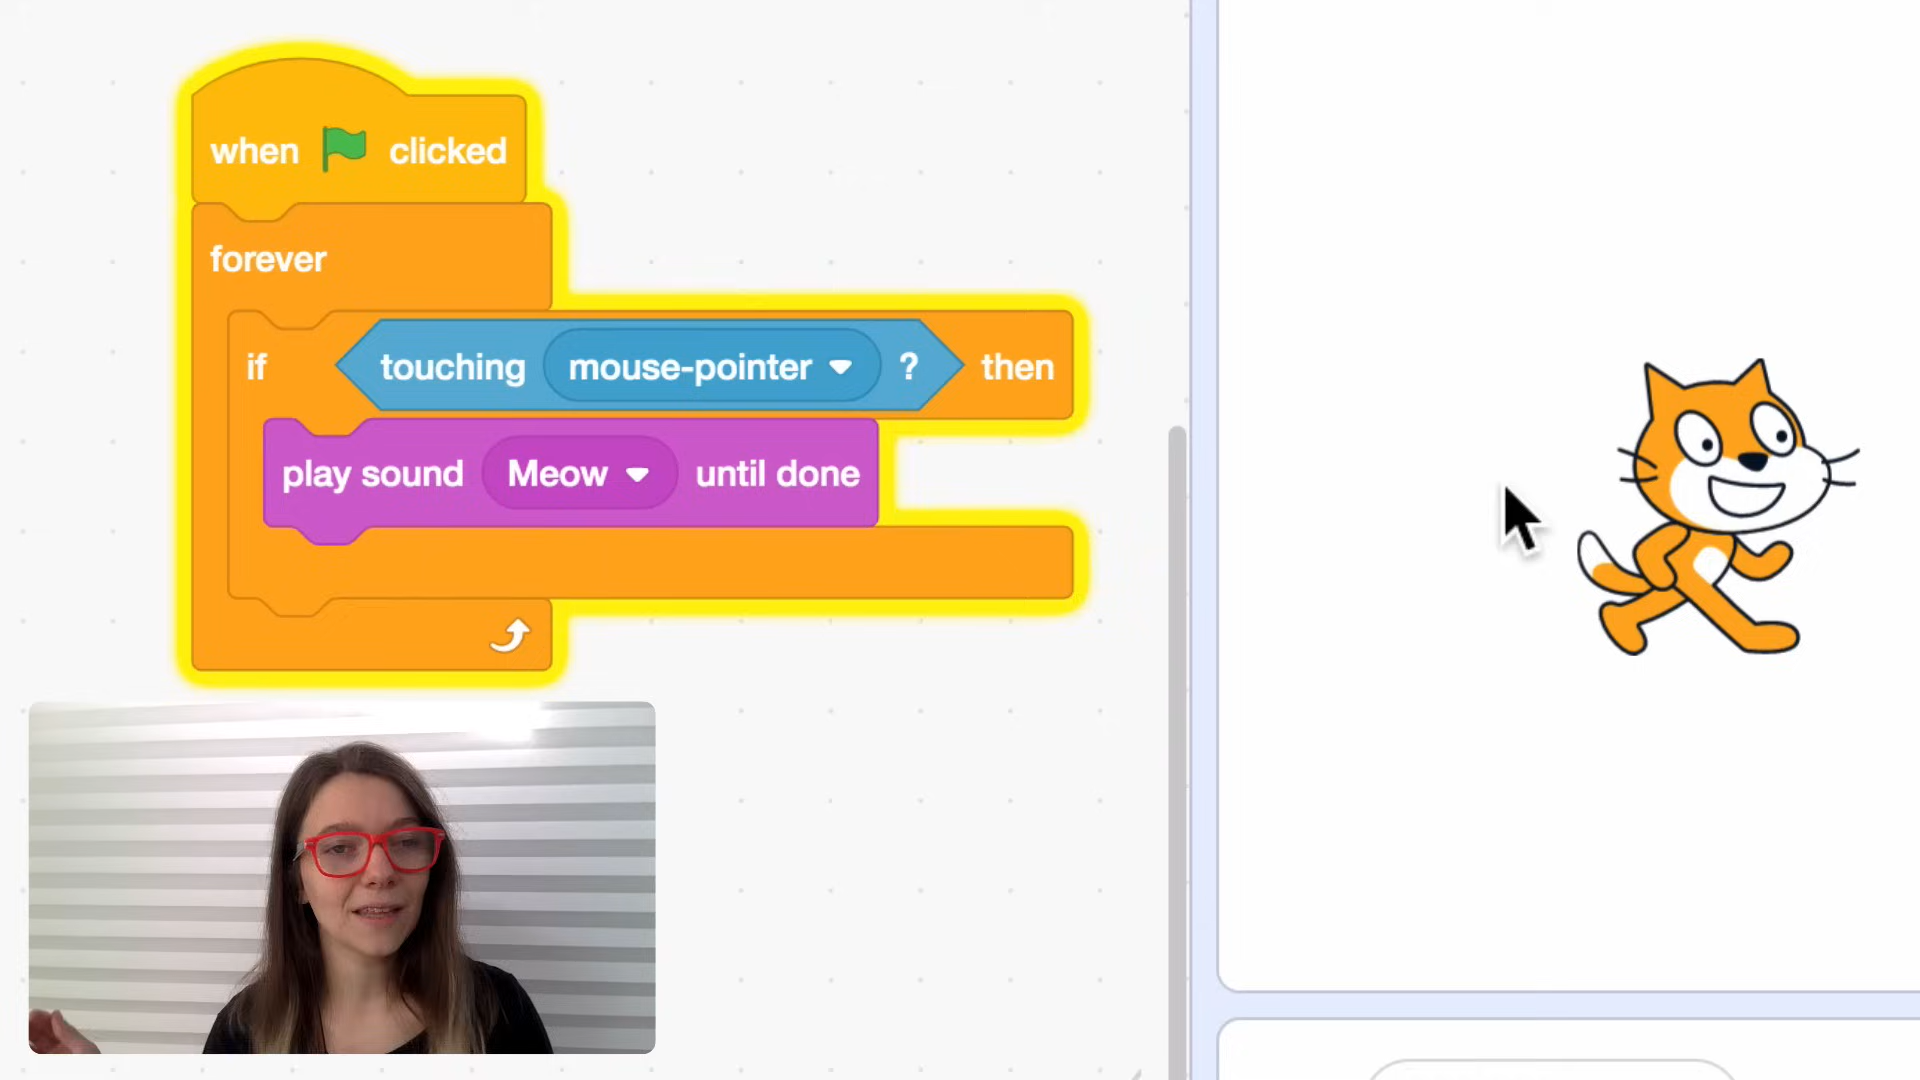 when clicked
forever
if touching mouse-pointer ? then
play sound Meow until done